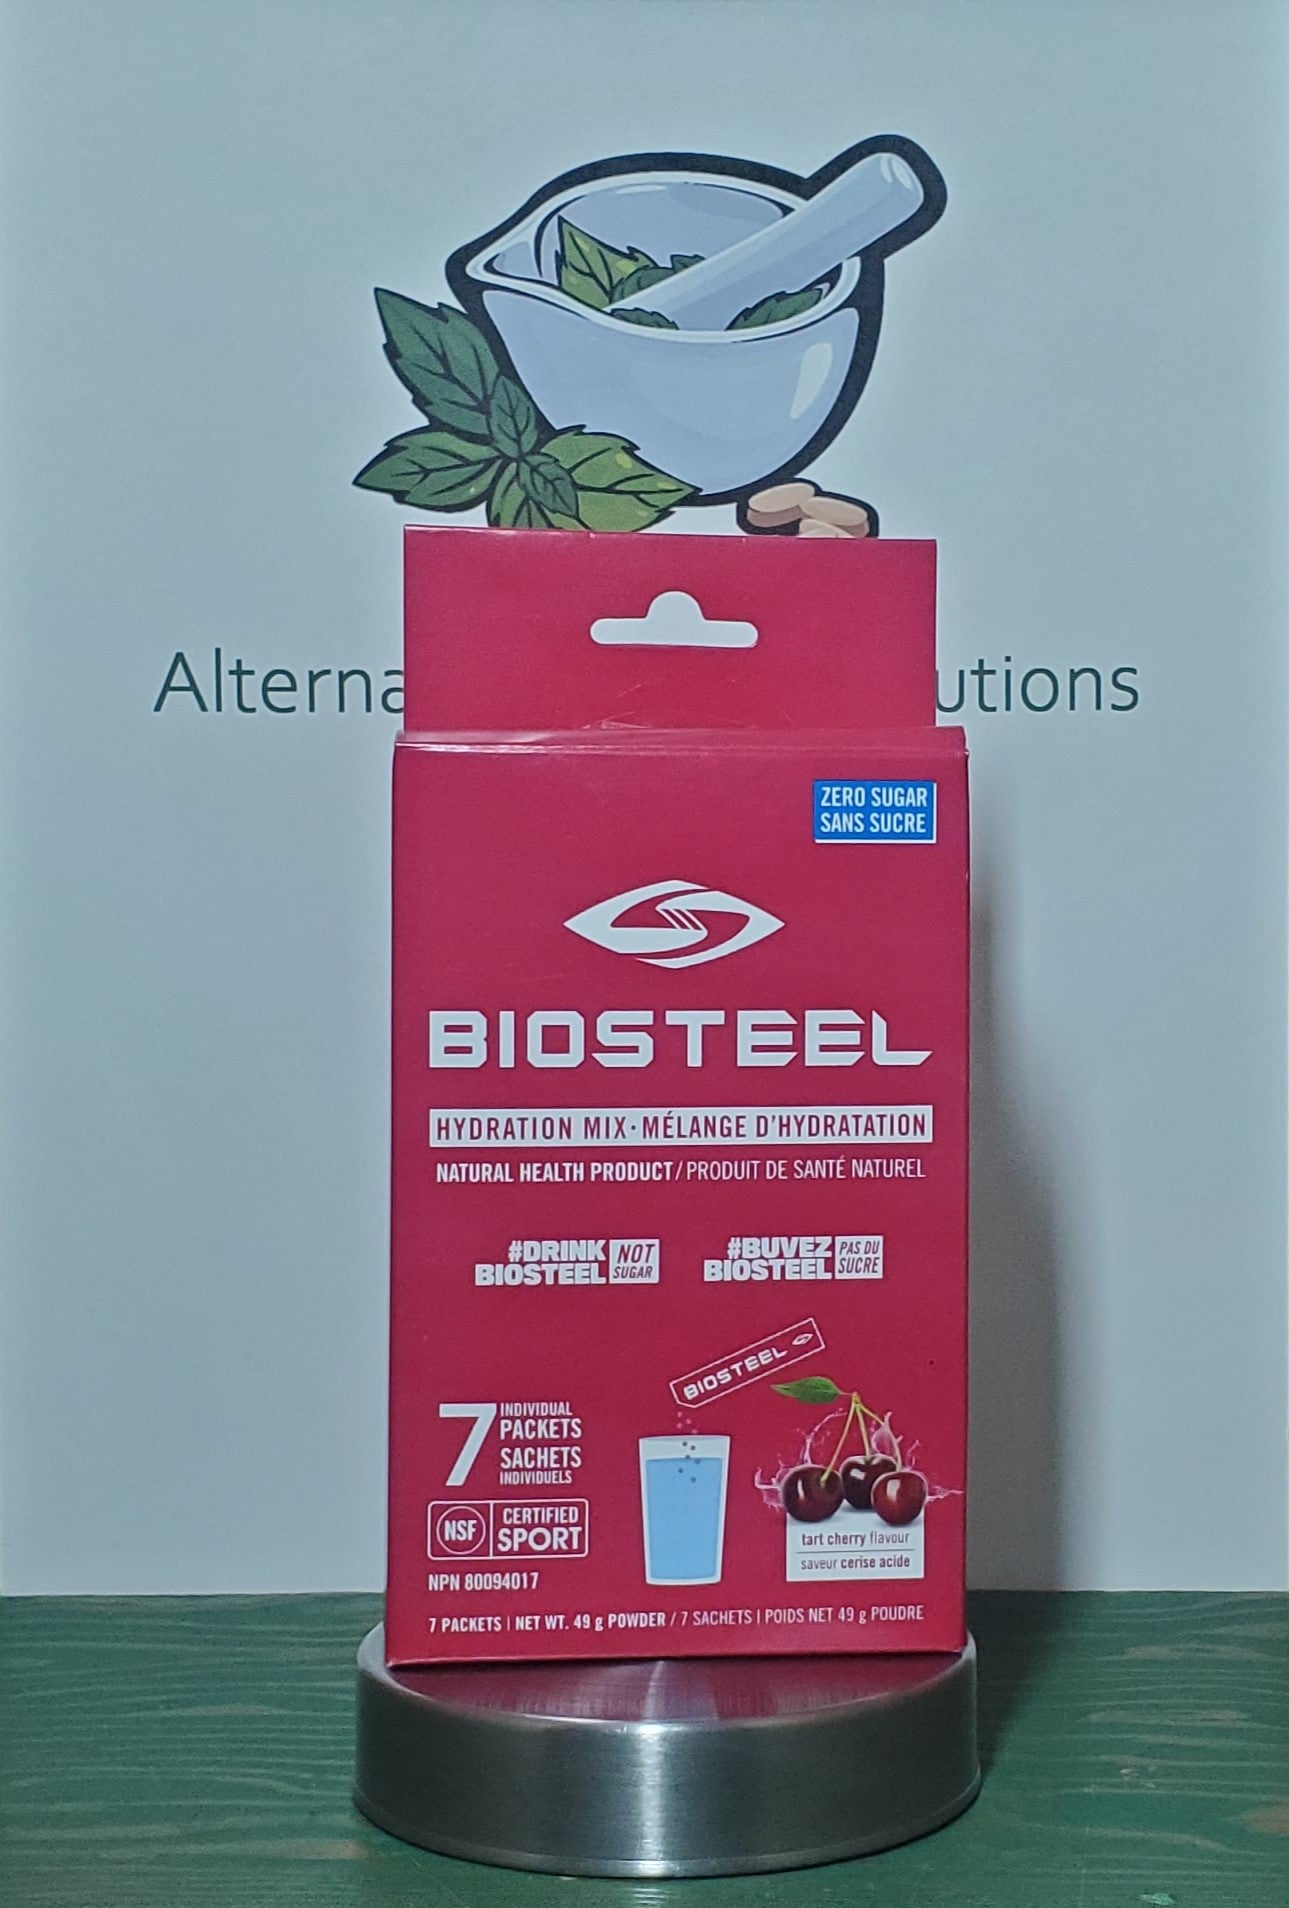 Alterna utions
ZERO SUGAR
SANS SUCRE
BIOSTEEL
HYDRATION MIX·MÉLANGE D'HYDRATATION
NATURAL HEALTH PRODUCT/PRODUIT DE SANTÉ NATUREL
#DRINK
BIOSTEEL
NOT
SUGAR
#BUVEZ
BIOSTEEL
PAS DU
SUCRE
BIOSTEEL
7 INDIVIDUAL
PACKETS
SACHETS
INDIVIDUELS
NSF CERTIFIED
SPORT
tart cherry flavour
saveur cerise acide
NPN 80094017
7 PACKETS | NET WT. 49 g POWDER / 7 SACHETS | POIDS NET 49 g POUDRE